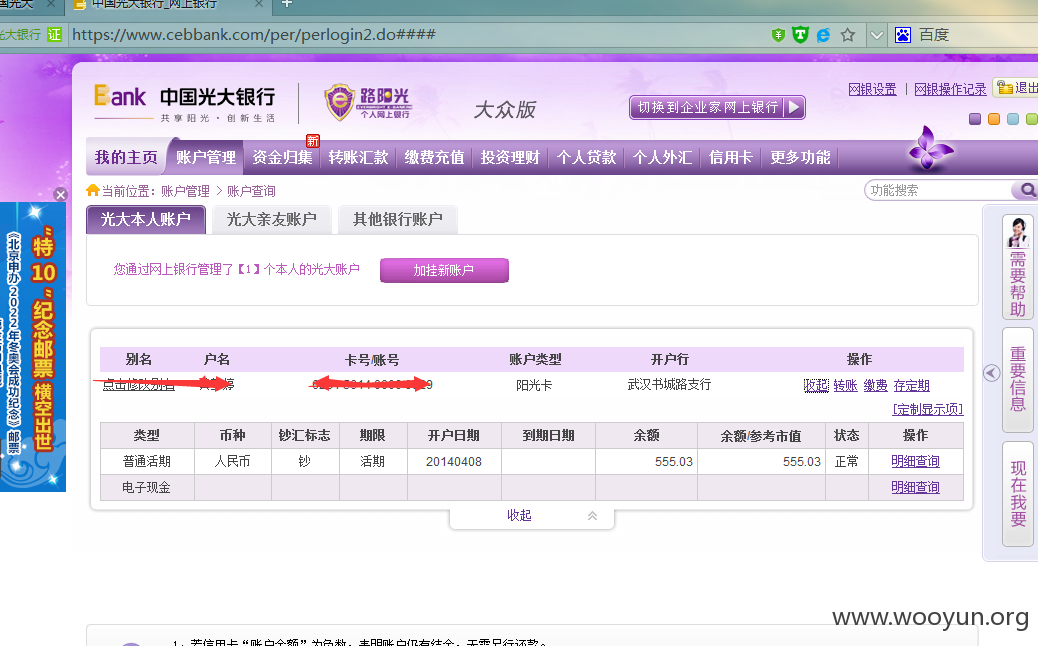 国光大 中国光大银行_网上银行
光大银行 证 https://www.cebbank.com/per/perlogin2.do#### 百度
Bank 中国光大银行
共享阳光·创新生活
路阳光
个人网上银行
大众版
切换到企业家网上银行
网银设置 | 网银操作记录 退出
新
我的主页 账户管理 资金归集 转账汇款 缴费充值 投资理财 个人贷款 个人外汇 信用卡 更多功能
当前位置: 账户管理 > 账户查询
功能搜索
光大本人账户 光大亲友账户 其他银行账户
您通过网上银行管理了【1】个本人的光大账户 加挂新账户
别名 户名 卡号/账号 账户类型 开户行 操作
点击修改别名 阳光卡 武汉书城路支行 收起 转账 缴费 存定期
[定制显示项]
类型 币种 钞汇标志 期限 开户日期 到期日期 余额 余额/参考市值 状态 操作
普通活期 人民币 钞 活期 20140408 555.03 555.03 正常 明细查询
电子现金 明细查询
收起
“特10”纪念邮票 横空出世
《北京申办2022年冬奥会成功纪念》邮票
需要帮助
重要信息
现在我要
1、若信用卡“账户余额”为负数，表明账户仍有结余，无需另行还款。
www.wooyun.org